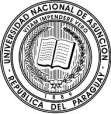 UNIVERSIDAD NACIONAL DE ASUNCION
VITAM IMPENDERE VERO
REPUBLICA DEL PARAGUAY